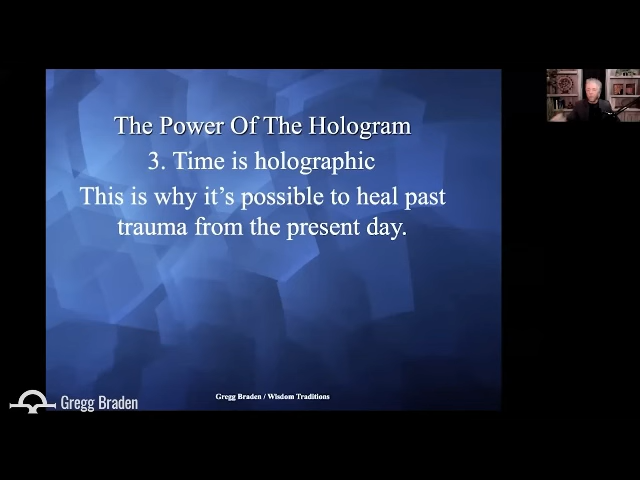 The Power Of The Hologram
3. Time is holographic
This is why it’s possible to heal past
trauma from the present day.
Gregg Braden / Wisdom Traditions
Gregg Braden